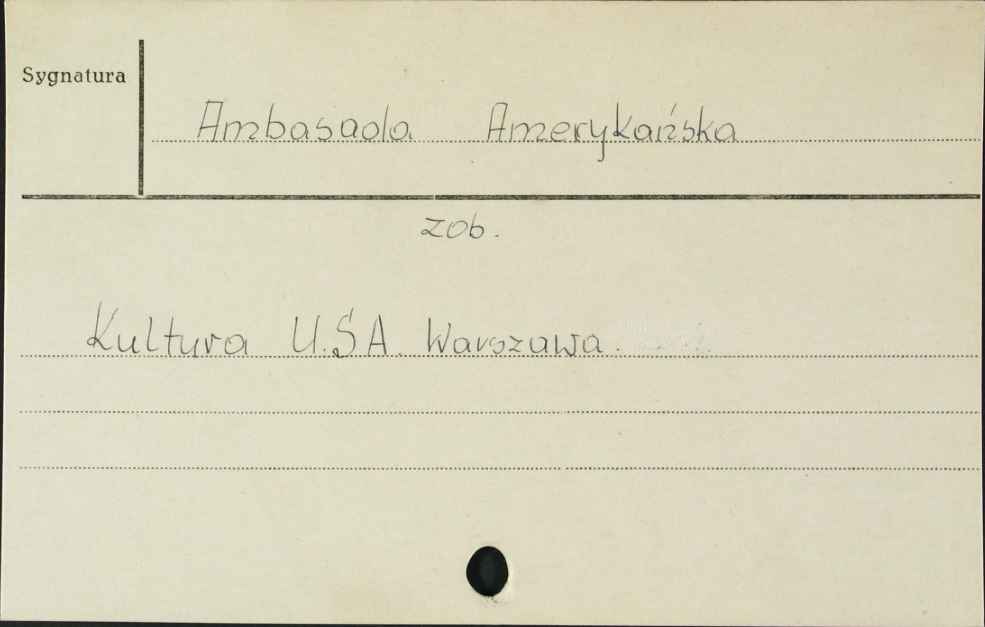 Sygnatura
Ambasada Amerykańska
zob.
Kultura U.S.A. Warszawa.